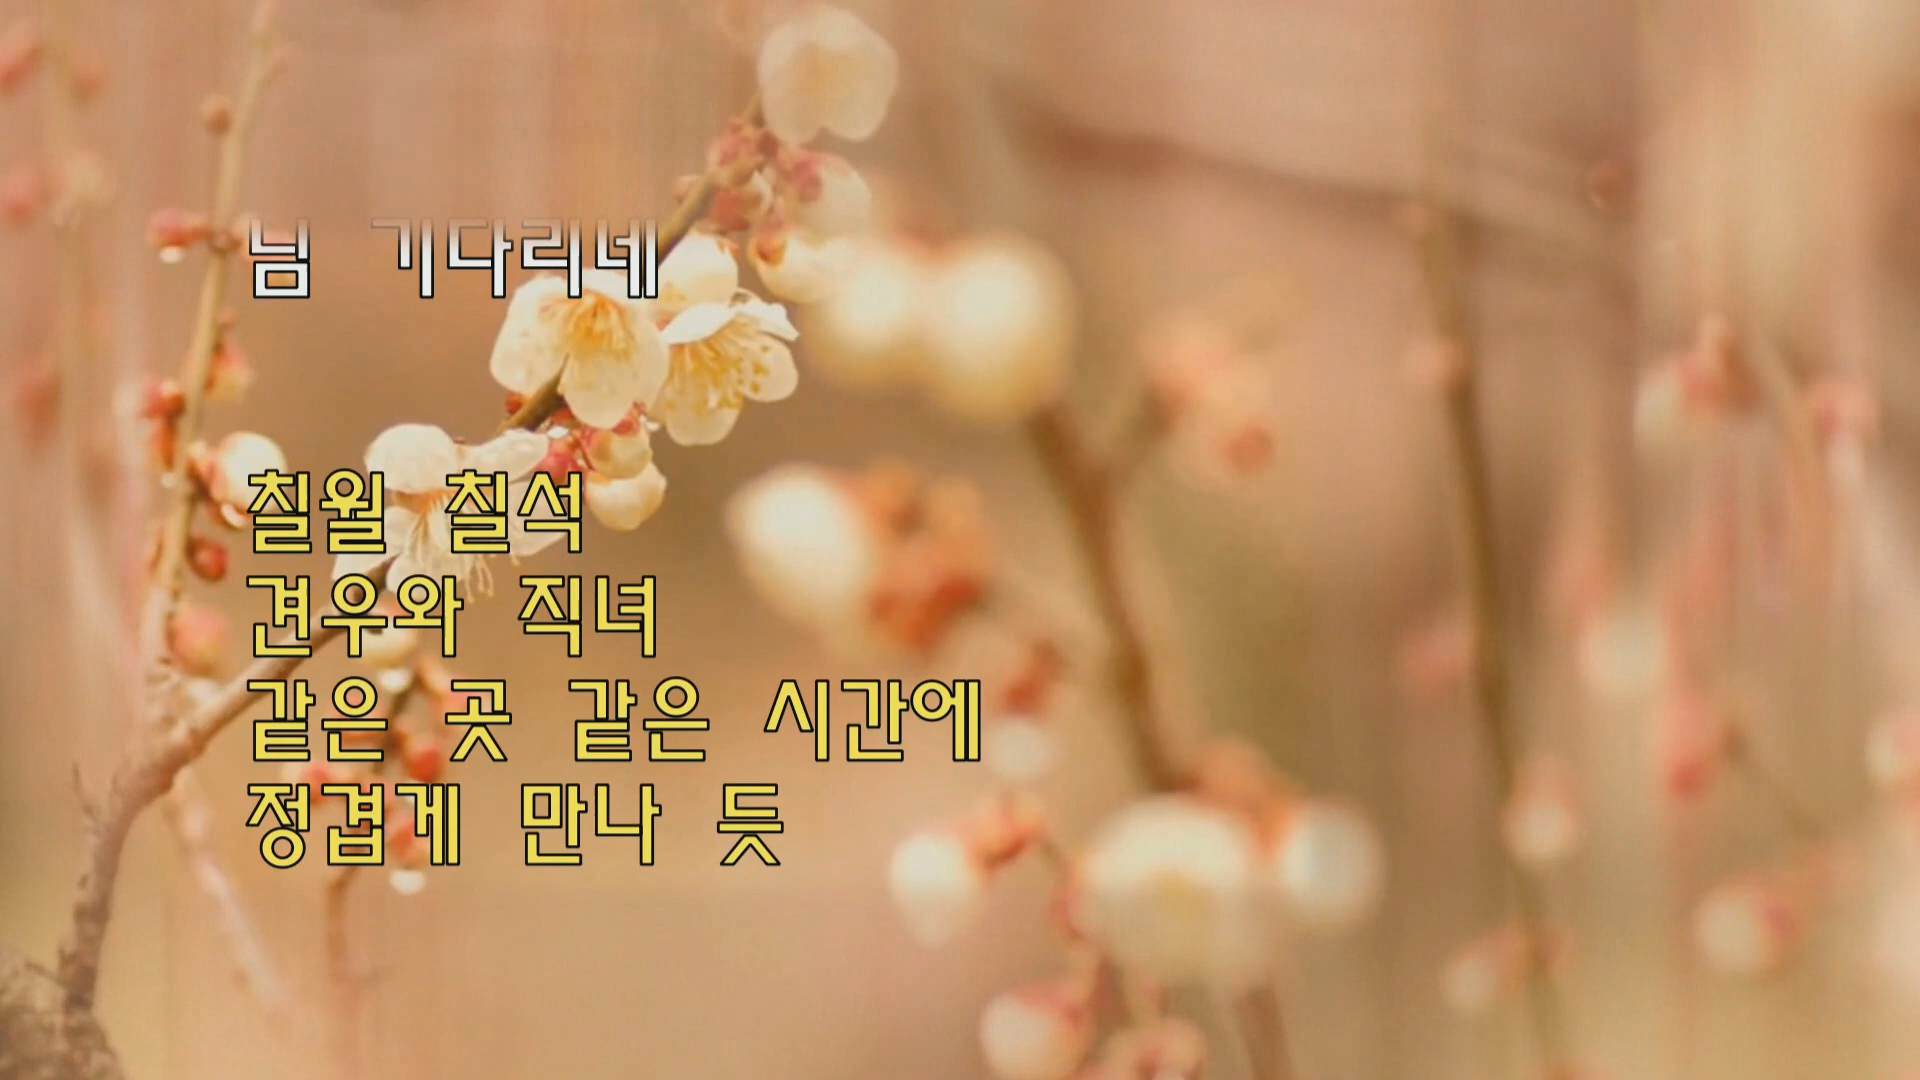 님 기다리네
칠월 칠석
견우와 직녀
같은 곳 같은 시간에
정겹게 만나 듯